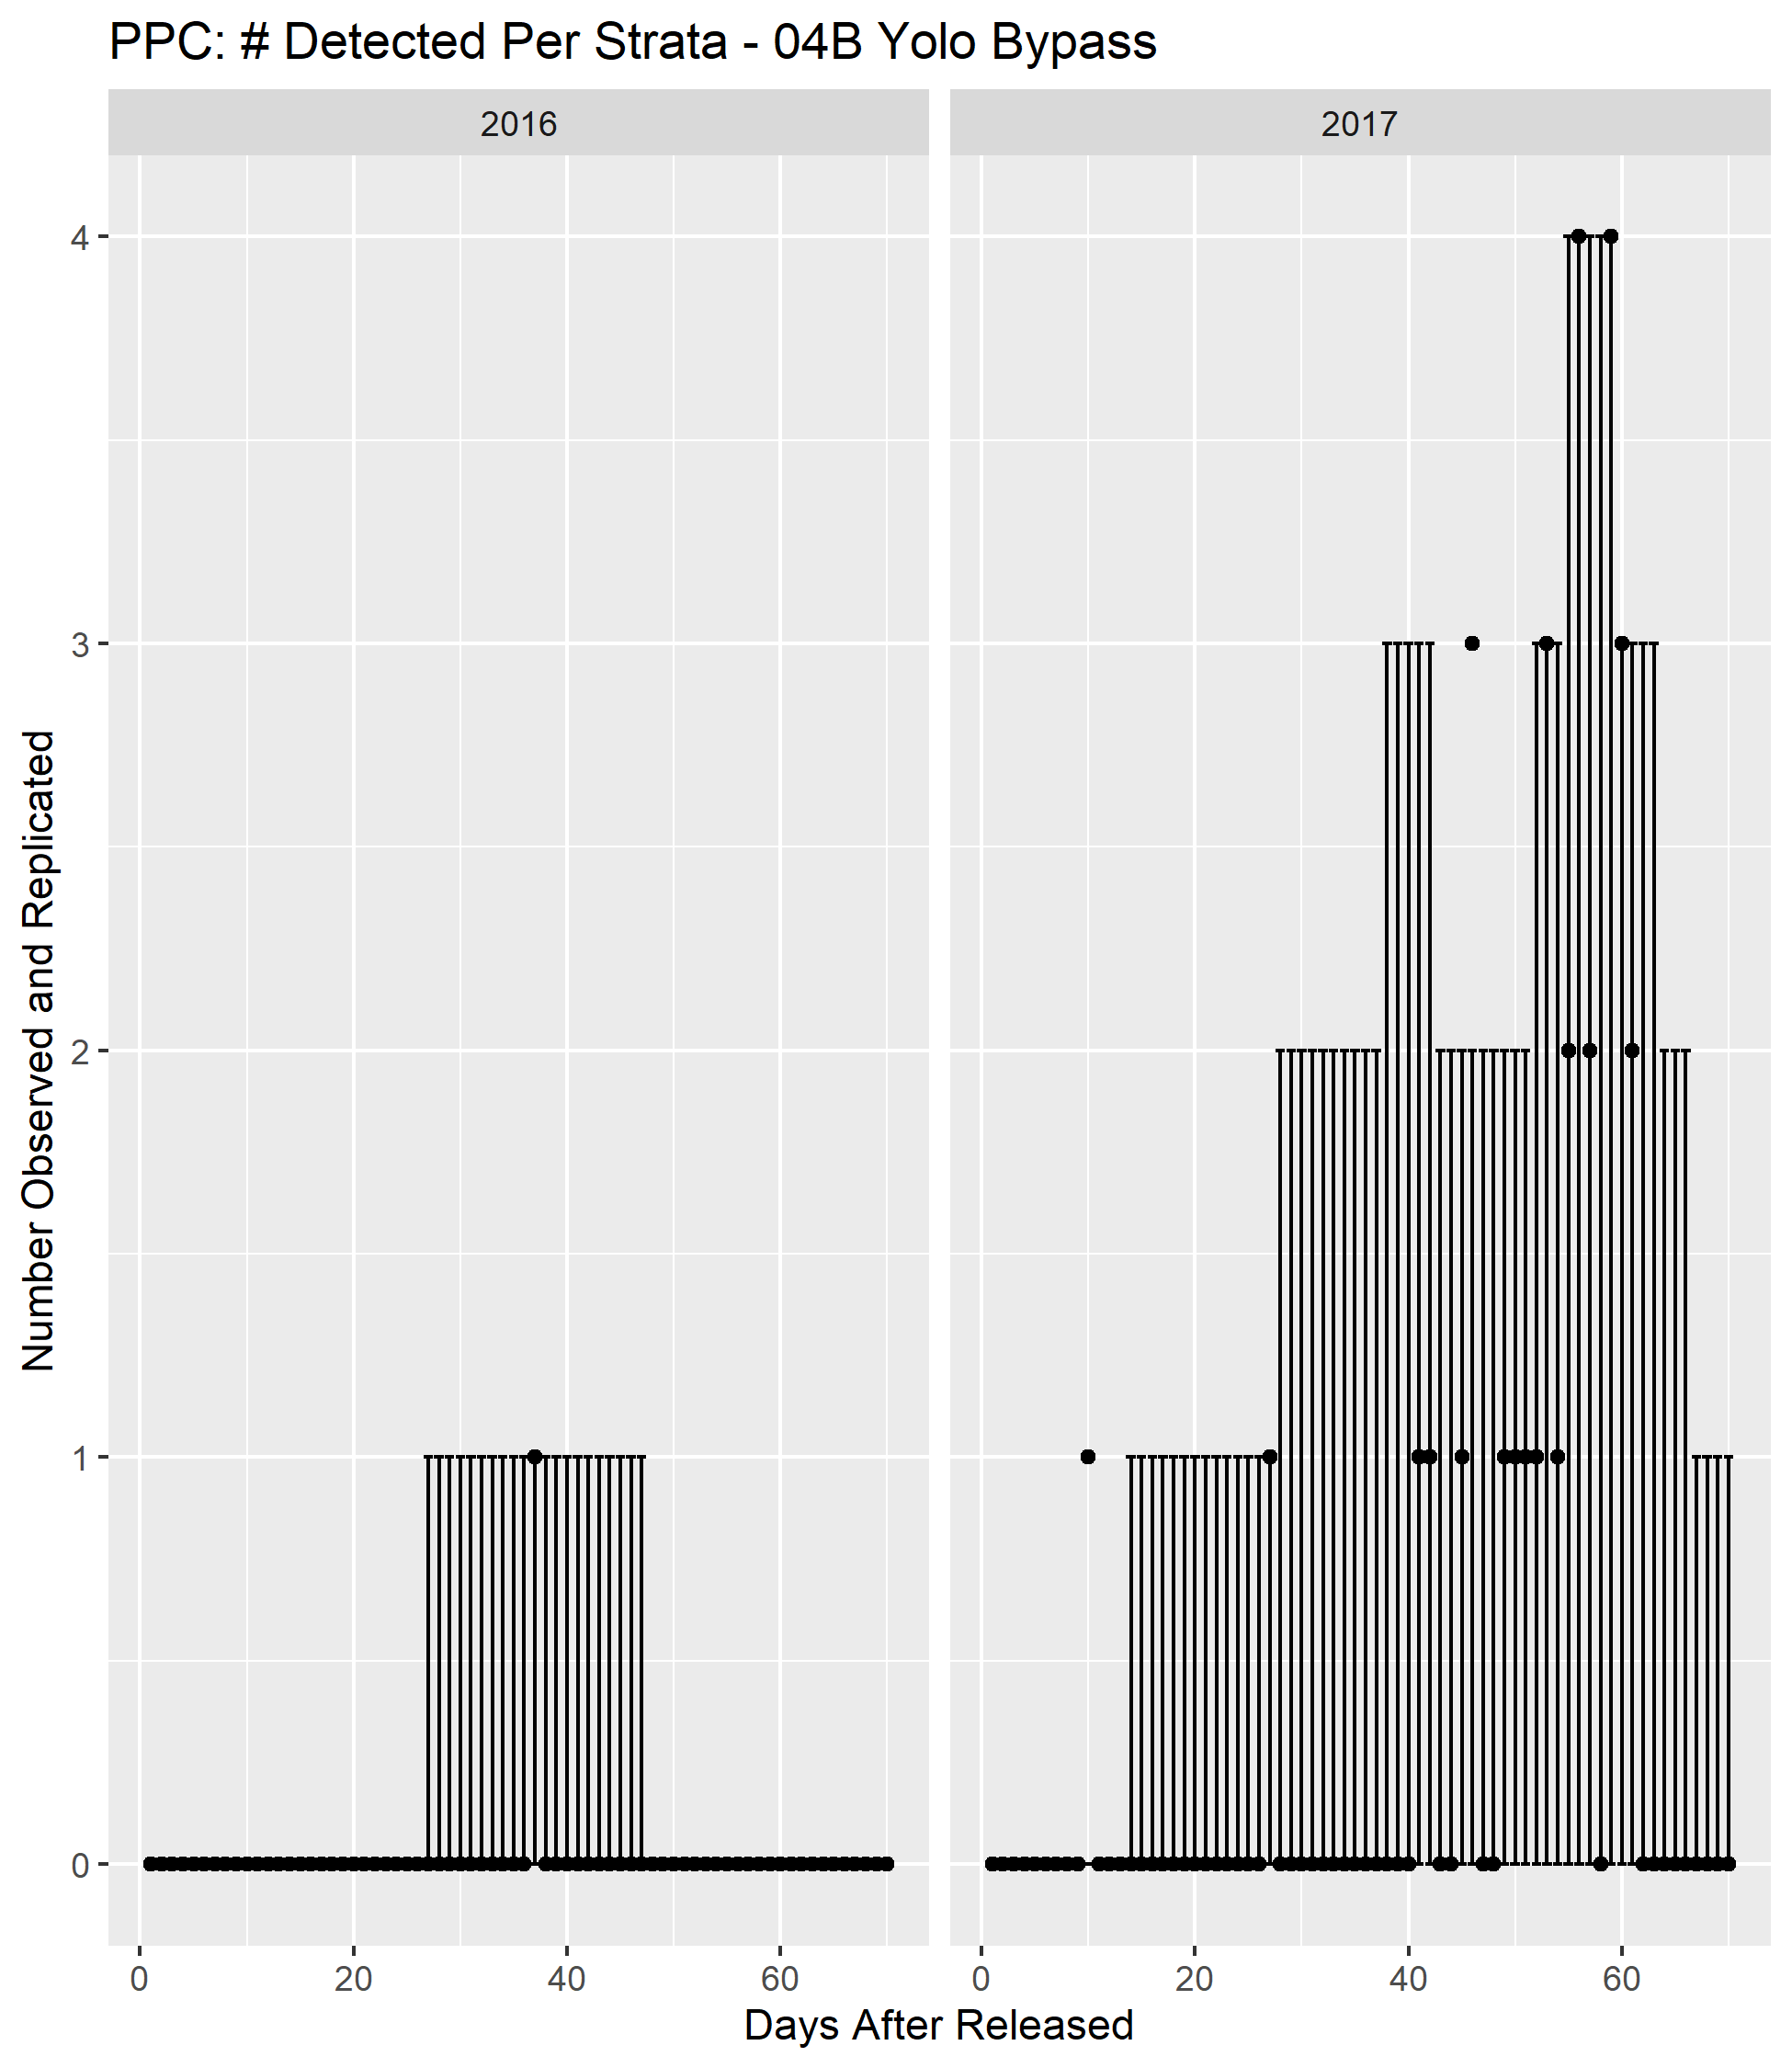 PPC: # Detected Per Strata - 04B Yolo Bypass
2016 2017
Number Observed and Replicated
4
3
2
1
0
0 20 40 60 0 20 40 60
Days After Released